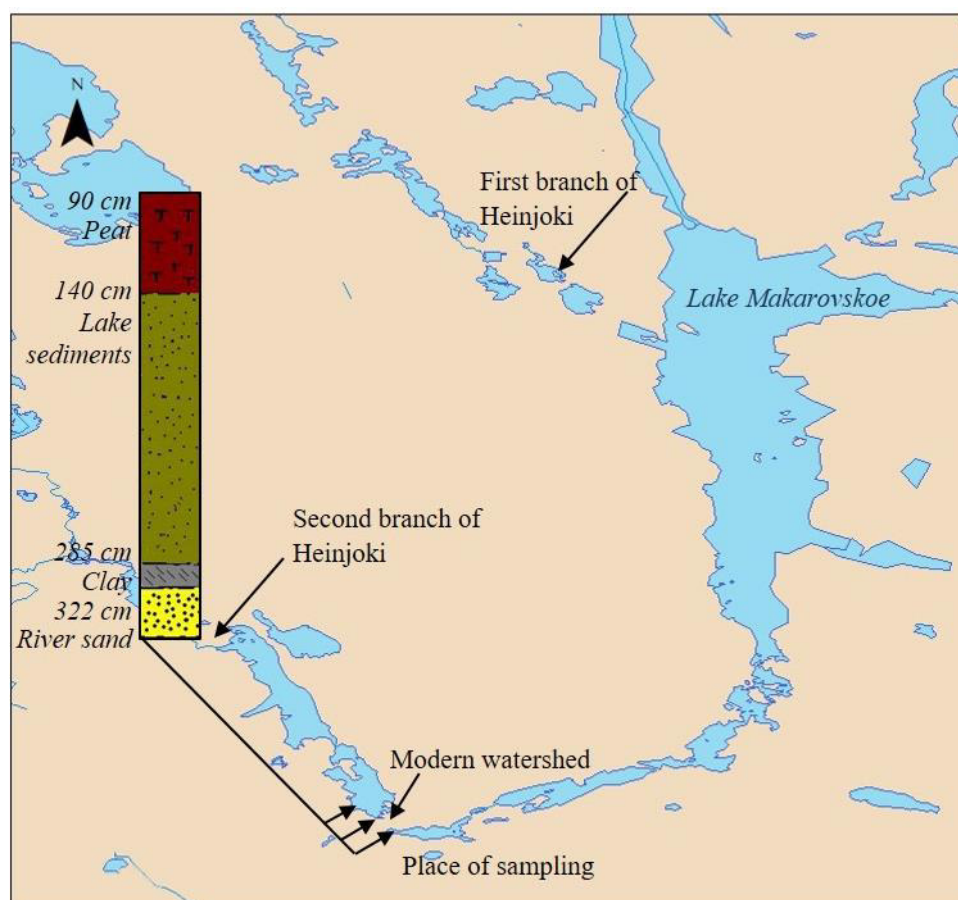 N
First branch of
Heinjoki
90 cm
Peat
140 cm
Lake
sediments
Lake Makarovskoe
Second branch of
Heinjoki
285 cm
Clay
322 cm
River sand
Modern watershed
Place of sampling